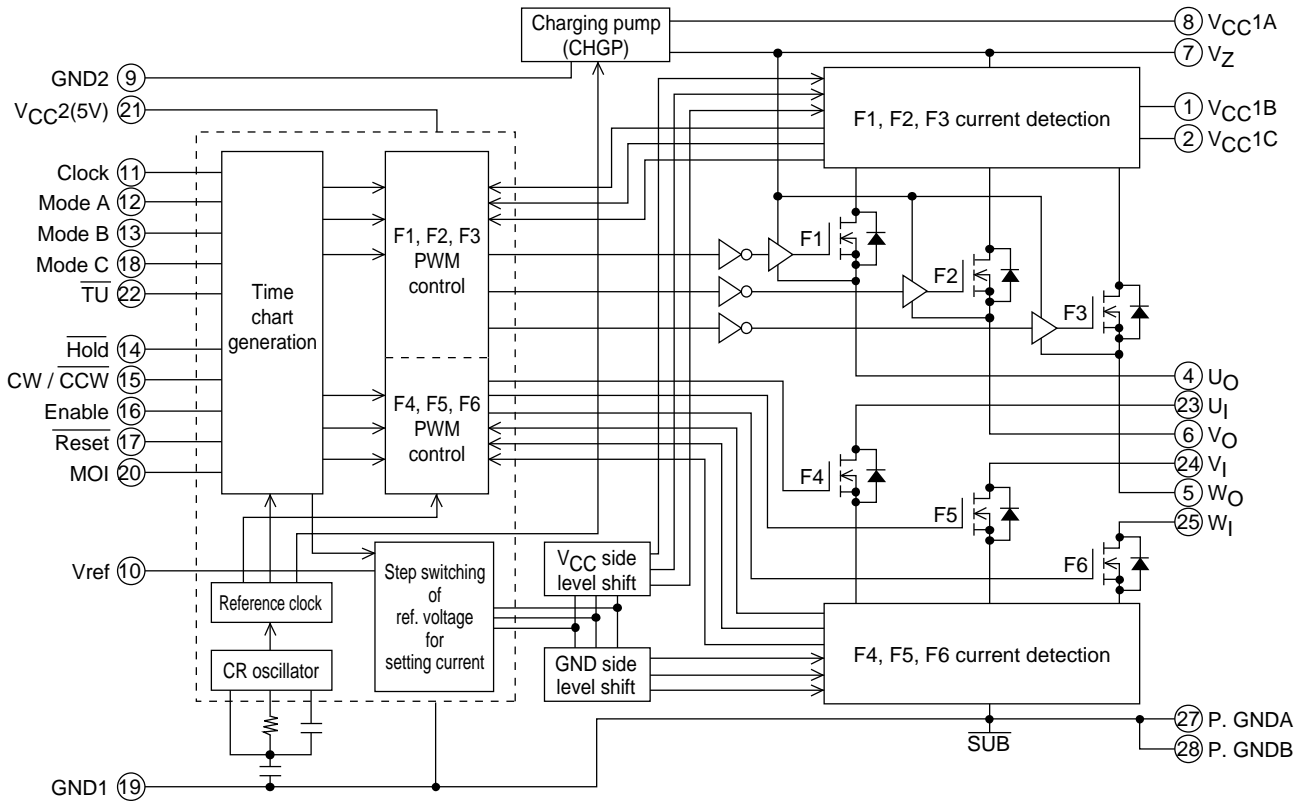 Charging pump
(CHGP)
8 VCC1A
7 VZ
GND2 9
VCC2(5V) 21
F1, F2, F3 current detection
1 VCC1B
2 VCC1C
Clock 11
Mode A 12
Mode B 13
Mode C 18
TU 22
Hold 14
CW / CCW 15
Enable 16
Reset 17
MOI 20
Time
chart
generation
F1, F2, F3
PWM
control
F4, F5, F6
PWM
control
F1
F2
F3
4 UO
23 UI
6 VO
24 VI
5 WO
25 WI
F4
F5
F6
Vref 10
Reference clock
CR oscillator
Step switching
of
ref. voltage
for
setting current
VCC side
level shift
GND side
level shift
F4, F5, F6 current detection
SUB
27 P. GNDA
28 P. GNDB
GND1 19